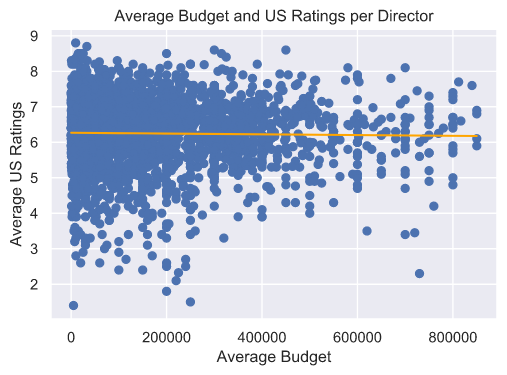 Average Budget and US Ratings per Director
9
8
7
6
5
4
3
2
Average US Ratings
0 200000 400000 600000 800000
Average Budget